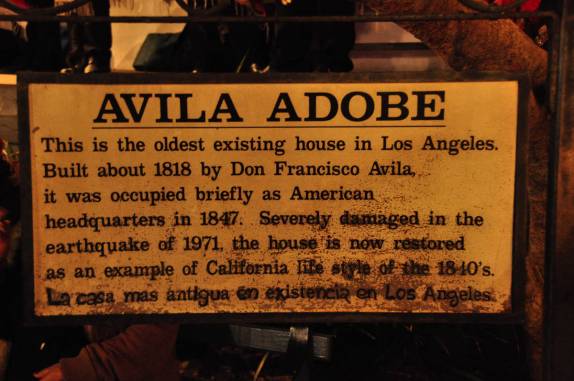 AVILA ADOBE
This is the oldest existing house in Los Angeles.
Built about 1818 by Don Francisco Avila,
it was occupied briefly as American
headquarters in 1847. Severely damaged in the
earthquake of 1971, the house is now restored
as an example of California life style of the 1840's.
La casa mas antigua en existencia en Los Angeles.